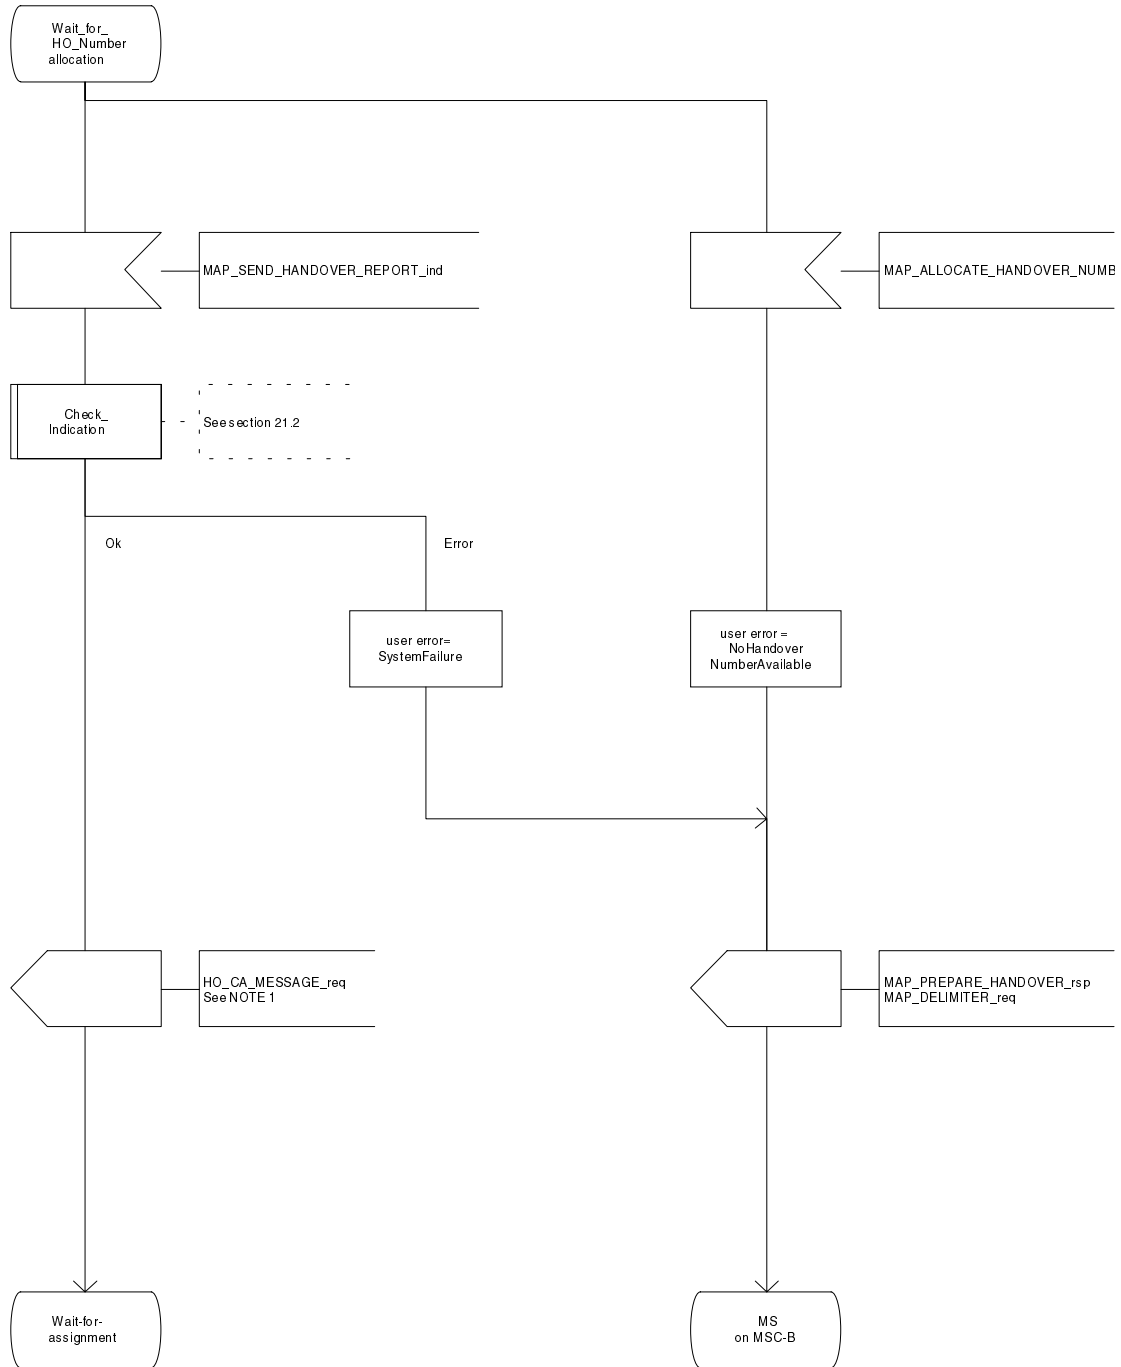 Wait_for_
HO_Number
allocation
MAP_SEND_HANDOVER_REPORT_ind
MAP_ALLOCATE_HANDOVER_NUMB
Check_
Indication
See section 21.2
Ok
Error
user error=
SystemFailure
user error =
NoHandover
NumberAvailable
HO_CA_MESSAGE_req
See NOTE 1
MAP_PREPARE_HANDOVER_rsp
MAP_DELIMITER_req
Wait-for-
assignment
MS
on MSC-B